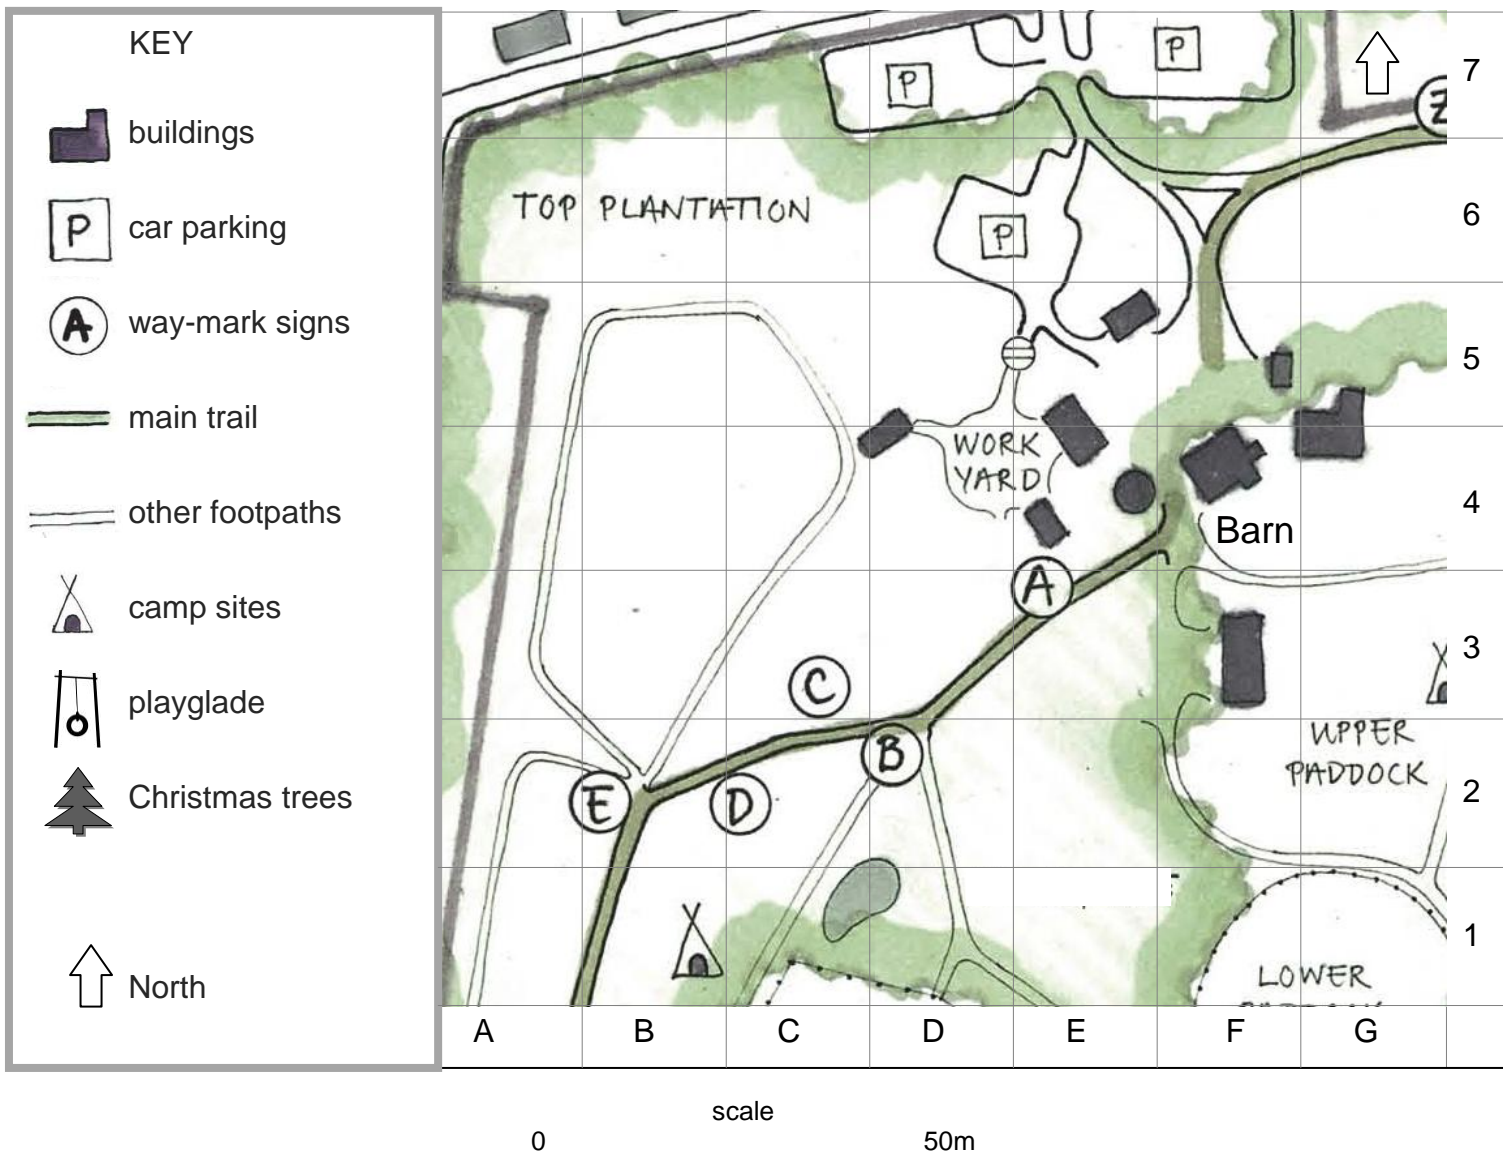 KEY
buildings
P
car parking
A
way-mark signs
main trail
other footpaths
camp sites
playglade
Christmas trees
North
P
P
7
Z
TOP PLANTATION
P
6
5
WORK
YARD
4
Barn
A
3
C
B
UPPER
PADDOCK
E
D
2
1
LOWER
A B C D E F G
scale
0 50m